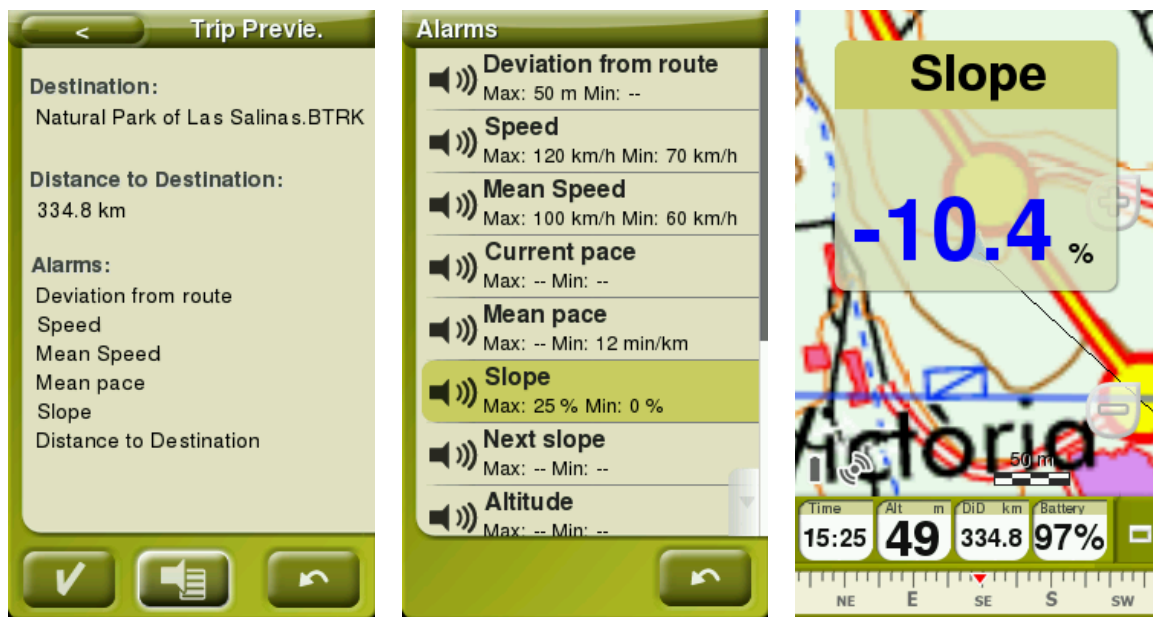 < Trip Previe.
Destination:
Natural Park of Las Salinas.BTRK
Distance to Destination:
334.8 km
Alarms:
Deviation from route
Speed
Mean Speed
Mean pace
Slope
Distance to Destination
Alarms
Deviation from route
Max: 50 m Min: --
Speed
Max: 120 km/h Min: 70 km/h
Mean Speed
Max: 100 km/h Min: 60 km/h
Current pace
Max: -- Min: --
Mean pace
Max: -- Min: 12 min/km
Slope
Max: 25 % Min: 0 %
Next slope
Max: -- Min: --
Altitude
Max: -- Min: --
Slope
-10.4 %
Victòria
50 m
Time Alt m DiD km Battery
15:25 49 334.8 97%
NE E SE S SW